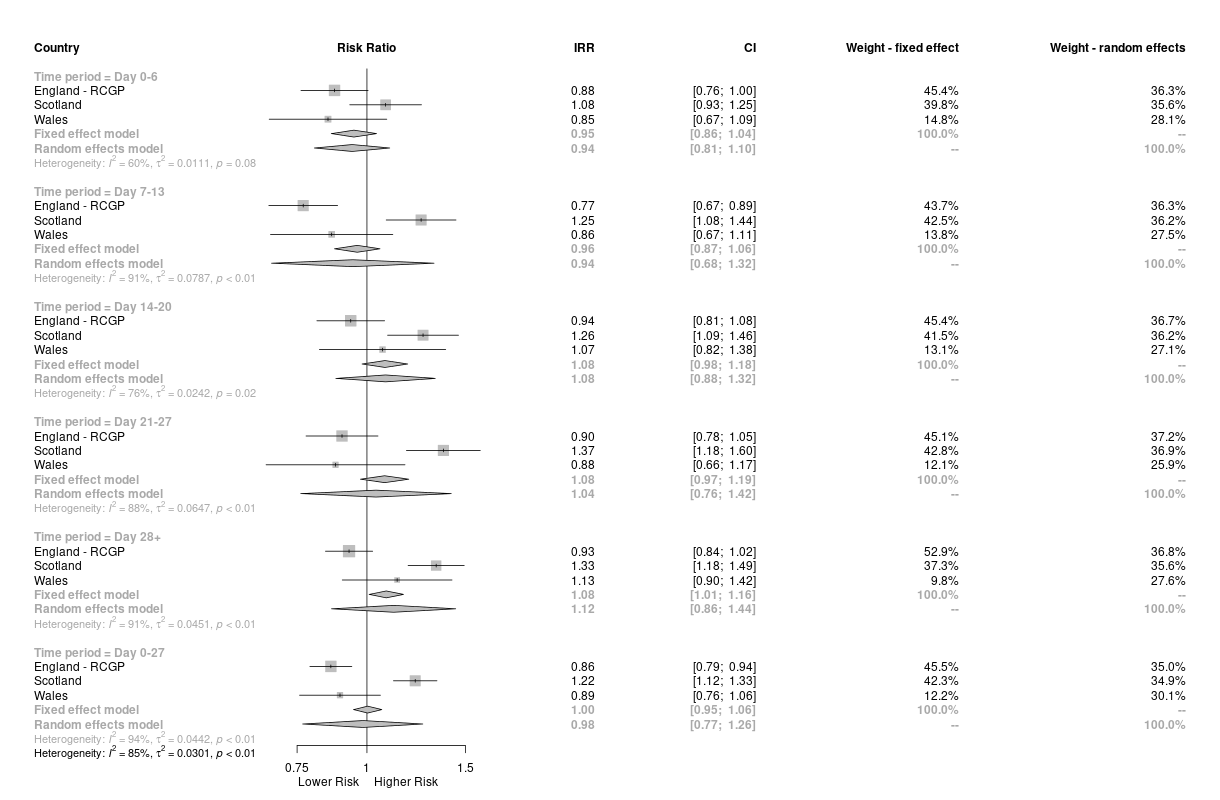 Country Risk Ratio IRR CI Weight - fixed effect Weight - random effects
Time period = Day 0-6
England - RCGP 0.88 [0.76; 1.00] 45.4% 36.3%
Scotland 1.08 [0.93; 1.25] 39.8% 35.6%
Wales 0.85 [0.67; 1.09] 14.8% 28.1%
Fixed effect model 0.95 [0.86; 1.04] 100.0% --
Random effects model 0.94 [0.81; 1.10] -- 100.0%
Heterogeneity: I² = 60%, τ² = 0.0111, p = 0.08
Time period = Day 7-13
England - RCGP 0.77 [0.67; 0.89] 43.7% 36.3%
Scotland 1.25 [1.08; 1.44] 42.5% 36.2%
Wales 0.86 [0.67; 1.11] 13.8% 27.5%
Fixed effect model 0.96 [0.87; 1.06] 100.0% --
Random effects model 0.94 [0.68; 1.32] -- 100.0%
Heterogeneity: I² = 91%, τ² = 0.0787, p < 0.01
Time period = Day 14-20
England - RCGP 0.94 [0.81; 1.08] 45.4% 36.7%
Scotland 1.26 [1.09; 1.46] 41.5% 36.2%
Wales 1.07 [0.82; 1.38] 13.1% 27.1%
Fixed effect model 1.08 [0.98; 1.18] 100.0% --
Random effects model 1.08 [0.88; 1.32] -- 100.0%
Heterogeneity: I² = 76%, τ² = 0.0242, p = 0.02
Time period = Day 21-27
England - RCGP 0.90 [0.78; 1.05] 45.1% 37.2%
Scotland 1.37 [1.18; 1.60] 42.8% 36.9%
Wales 0.88 [0.66; 1.17] 12.1% 25.9%
Fixed effect model 1.08 [0.97; 1.19] 100.0% --
Random effects model 1.04 [0.76; 1.42] -- 100.0%
Heterogeneity: I² = 88%, τ² = 0.0647, p < 0.01
Time period = Day 28+
England - RCGP 0.93 [0.84; 1.02] 52.9% 36.8%
Scotland 1.33 [1.18; 1.49] 37.3% 35.6%
Wales 1.13 [0.90; 1.42] 9.8% 27.6%
Fixed effect model 1.08 [1.01; 1.16] 100.0% --
Random effects model 1.12 [0.86; 1.44] -- 100.0%
Heterogeneity: I² = 91%, τ² = 0.0451, p < 0.01
Time period = Day 0-27
England - RCGP 0.86 [0.79; 0.94] 45.5% 35.0%
Scotland 1.22 [1.12; 1.33] 42.3% 34.9%
Wales 0.89 [0.76; 1.06] 12.2% 30.1%
Fixed effect model 1.00 [0.95; 1.06] 100.0% --
Random effects model 0.98 [0.77; 1.26] -- 100.0%
Heterogeneity: I² = 94%, τ² = 0.0442, p < 0.01
Heterogeneity: I² = 85%, τ² = 0.0301, p < 0.01
0.75 1 1.5
Lower Risk Higher Risk